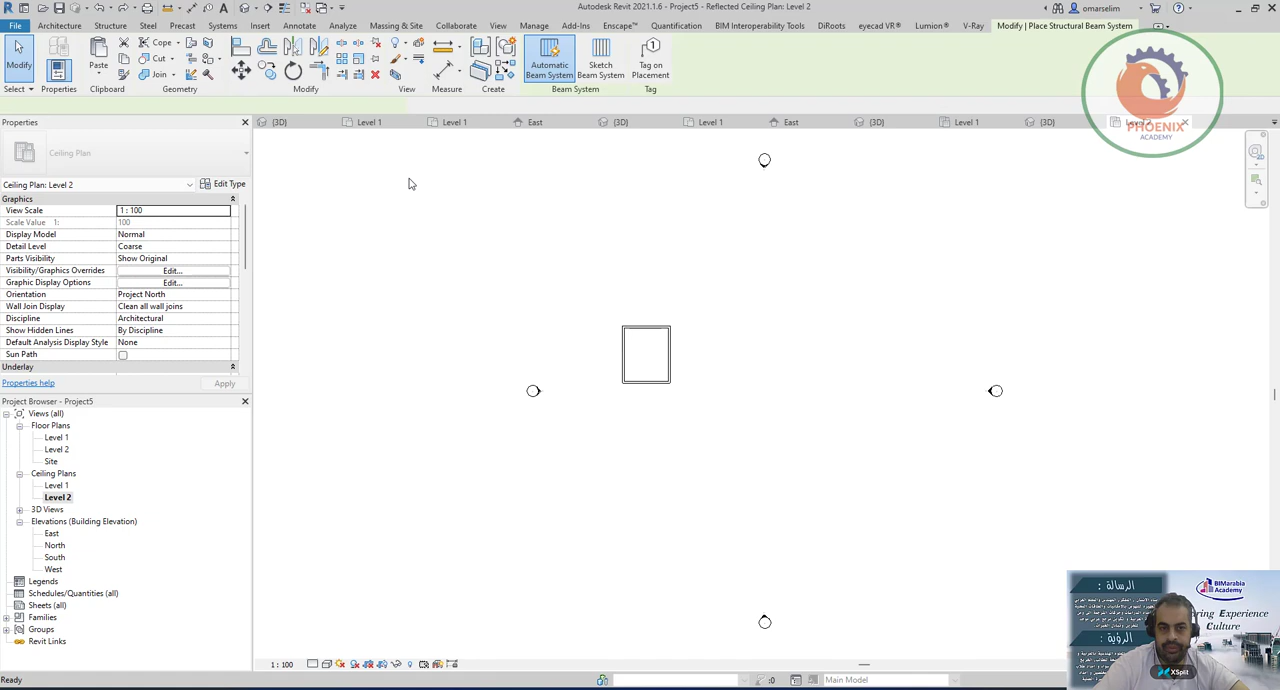 Autodesk Revit 2021.1.6 - Project5 - Reflected Ceiling Plan: Level 2
omarselim
File Architecture Structure Steel Precast Systems Insert Annotate Analyze Massing & Site Collaborate View Manage Add-Ins Enscape™ Quantification BIM Interoperability Tools DiRoots eyecad VR® Lumion® V-Ray Modify | Place Structural Beam System
Modify Paste Cope Cut Join Automatic Beam System Sketch Beam System Tag on Placement
Select Properties Clipboard Geometry Modify View Measure Create Beam System Tag
Properties
{3D} Level 1 Level 1 East {3D} Level 1 East {3D} Level 1 {3D}
PHOENIX
ACADEMY
Ceiling Plan
Ceiling Plan: Level 2 Edit Type
Graphics
View Scale 1 : 100
Scale Value 1: 100
Display Model Normal
Detail Level Coarse
Parts Visibility Show Original
Visibility/Graphics Overrides Edit...
Graphic Display Options Edit...
Orientation Project North
Wall Join Display Clean all wall joins
Discipline Architectural
Show Hidden Lines By Discipline
Default Analysis Display Style None
Sun Path
Underlay
Properties help Apply
Project Browser - Project5
Views (all)
Floor Plans
Level 1
Level 2
Site
Ceiling Plans
Level 1
Level 2
3D Views
Elevations (Building Elevation)
East
North
South
West
Legends
Schedules/Quantities (all)
Sheets (all)
Families
Groups
Revit Links
1 : 100
Ready :0 Main Model
الرسالة :
الرؤية :
BIMarabia
Academy
Experience
Culture
XSplit